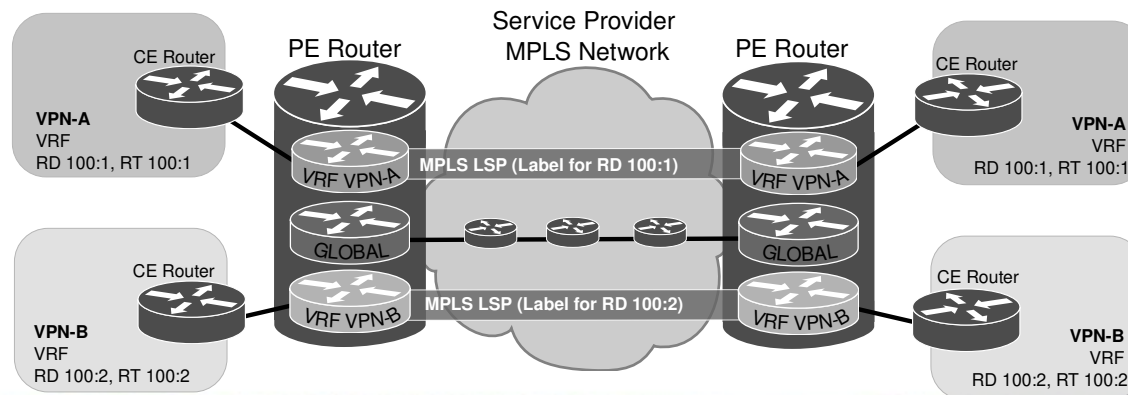 Service Provider
MPLS Network
PE Router
PE Router
CE Router
VPN-A
VRF
RD 100:1, RT 100:1
CE Router
VPN-A
VRF
RD 100:1, RT 100:1
VRF VPN-A
MPLS LSP (Label for RD 100:1)
VRF VPN-A
GLOBAL
GLOBAL
CE Router
VPN-B
VRF
RD 100:2, RT 100:2
VRF VPN-B
MPLS LSP (Label for RD 100:2)
VRF VPN-B
CE Router
VPN-B
VRF
RD 100:2, RT 100:2